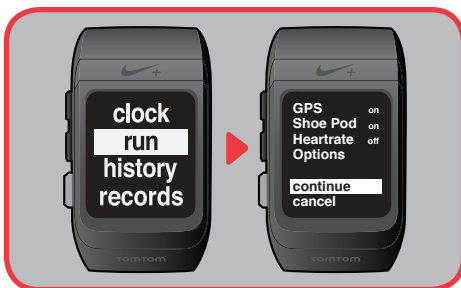 +
clock
run
history
records
TOMTOM
+
GPS on
Shoe Pod on
Heartrate off
Options
continue
cancel
TOMTOM